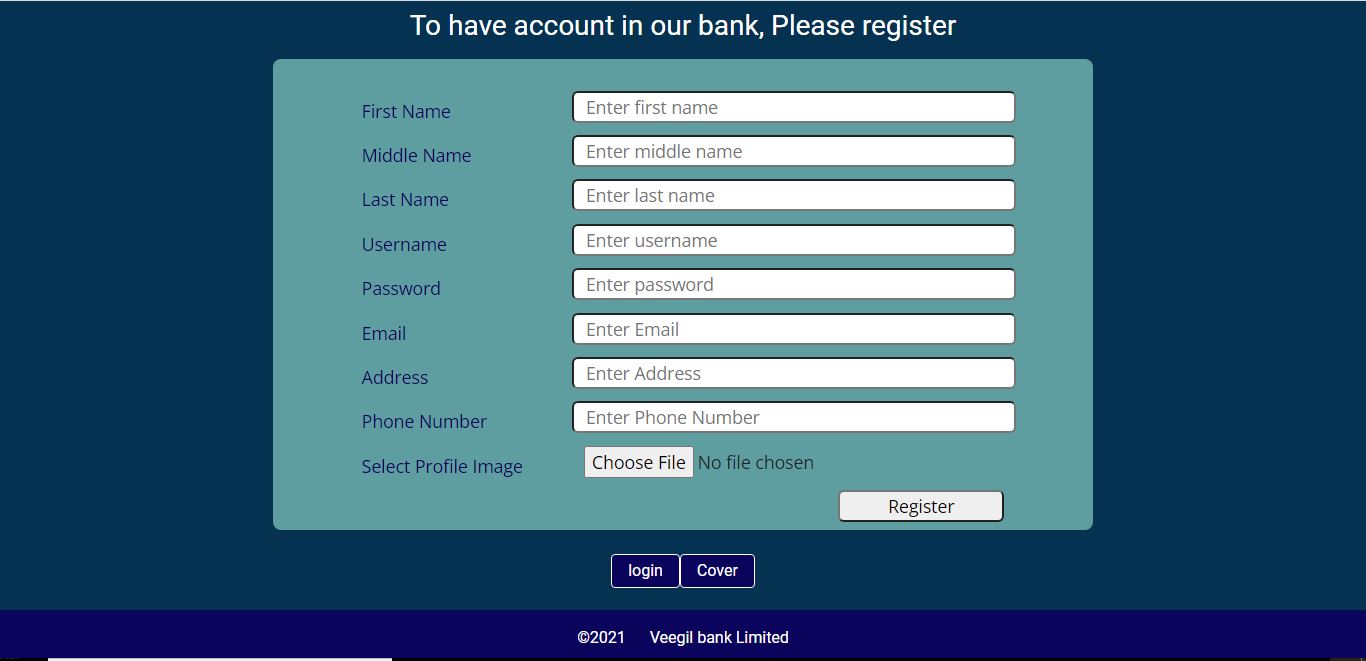 To have account in our bank, Please register
First Name Enter first name
Middle Name Enter middle name
Last Name Enter last name
Username Enter username
Password Enter password
Email Enter Email
Address Enter Address
Phone Number Enter Phone Number
Select Profile Image Choose File No file chosen
Register
login Cover
©2021 Veegil bank Limited